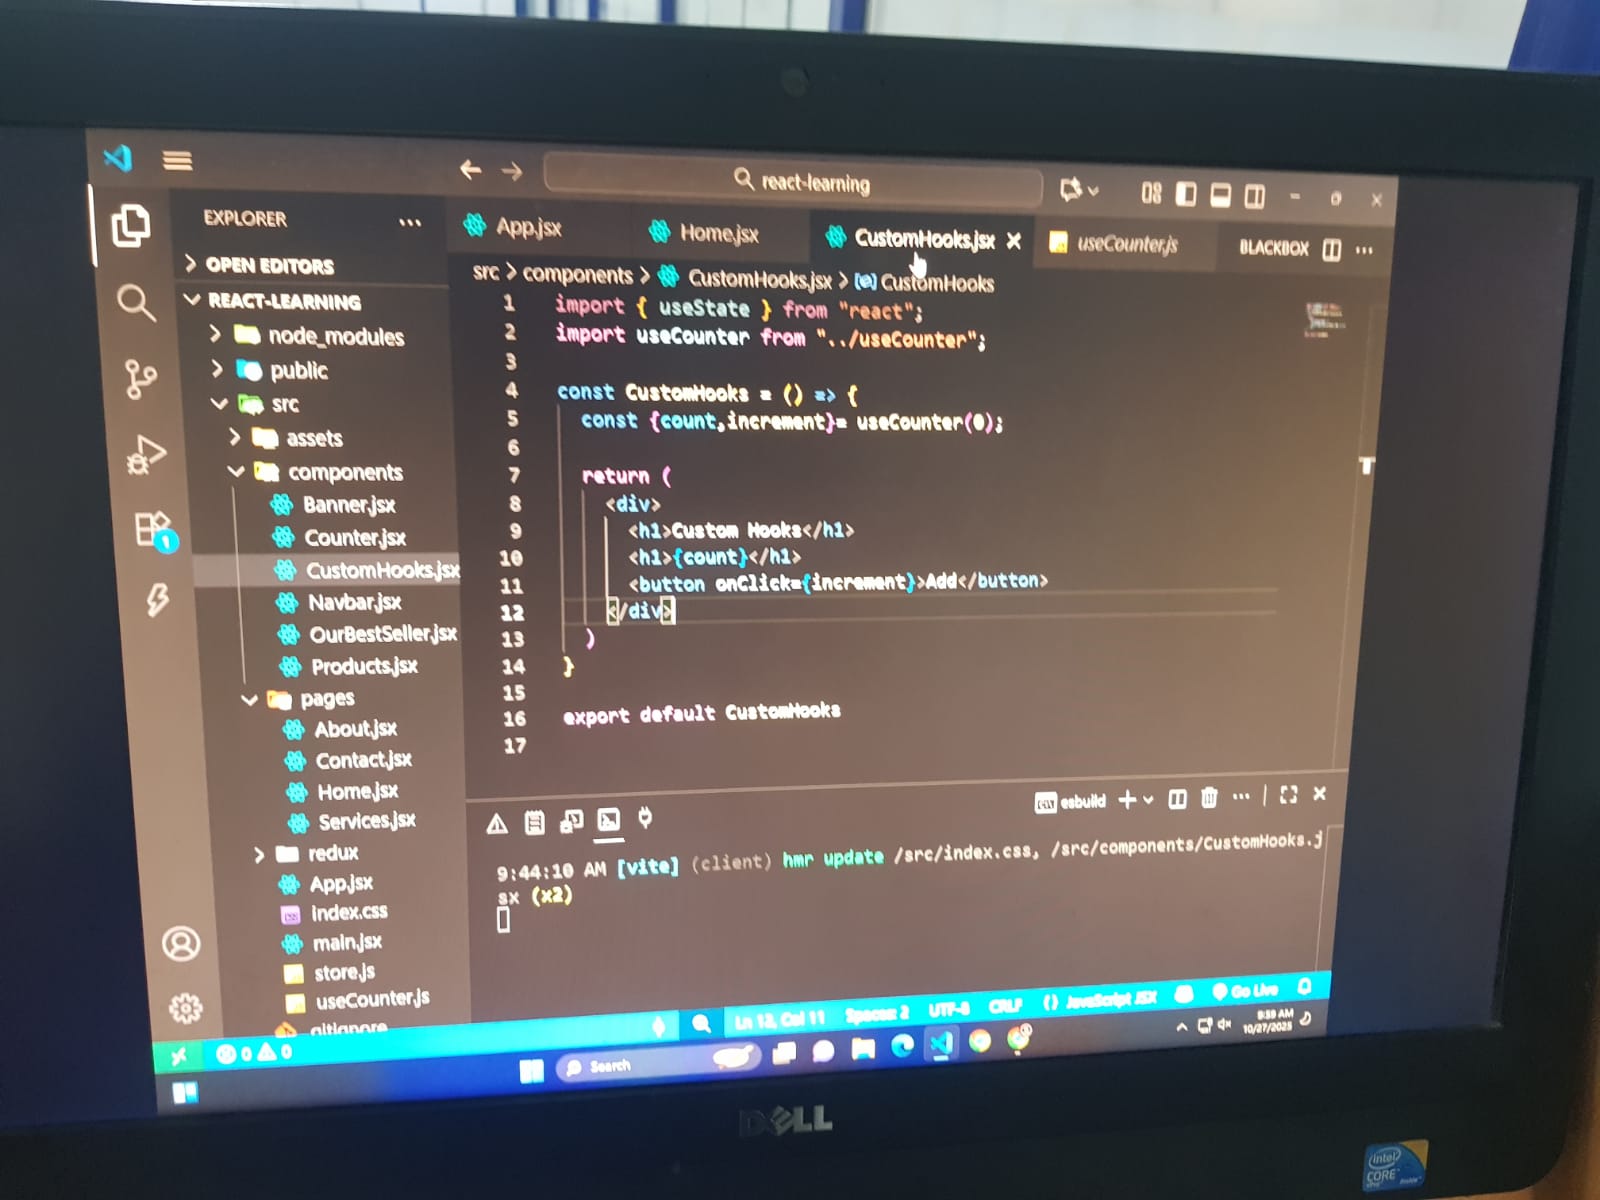 react-learning
EXPLORER
OPEN EDITORS
REACT-LEARNING
node_modules
public
src
assets
components
Banner.jsx
Counter.jsx
CustomHooks.jsx
Navbar.jsx
OurBestSeller.jsx
Products.jsx
pages
About.jsx
Contact.jsx
Home.jsx
Services.jsx
redux
App.jsx
index.css
main.jsx
store.js
useCounter.js
.gitignore
1
App.jsx Home.jsx CustomHooks.jsx useCounter.js BLACKBOX
src > components > CustomHooks.jsx > CustomHooks
1 import { useState } from "react";
2 import useCounter from "../useCounter";
3
4 const CustomHooks = () => {
5 const {count,increment}= useCounter(0);
6
7 return (
8 <div>
9 <h1>Custom Hooks</h1>
10 <h1>{count}</h1>
11 <button onClick={increment}>Add</button>
12 </div>
13 )
14 }
15
16 export default CustomHooks
17
esbuild
9:44:10 AM [vite] (client) hmr update /src/index.css, /src/components/CustomHooks.j
sx (x2)
0 0 Ln 12, Col 11 Spaces: 2 UTF-8 CRLF {} JavaScript JSX Go Live
Search
9:59 AM
10/27/2025
DELL
intel
CORE